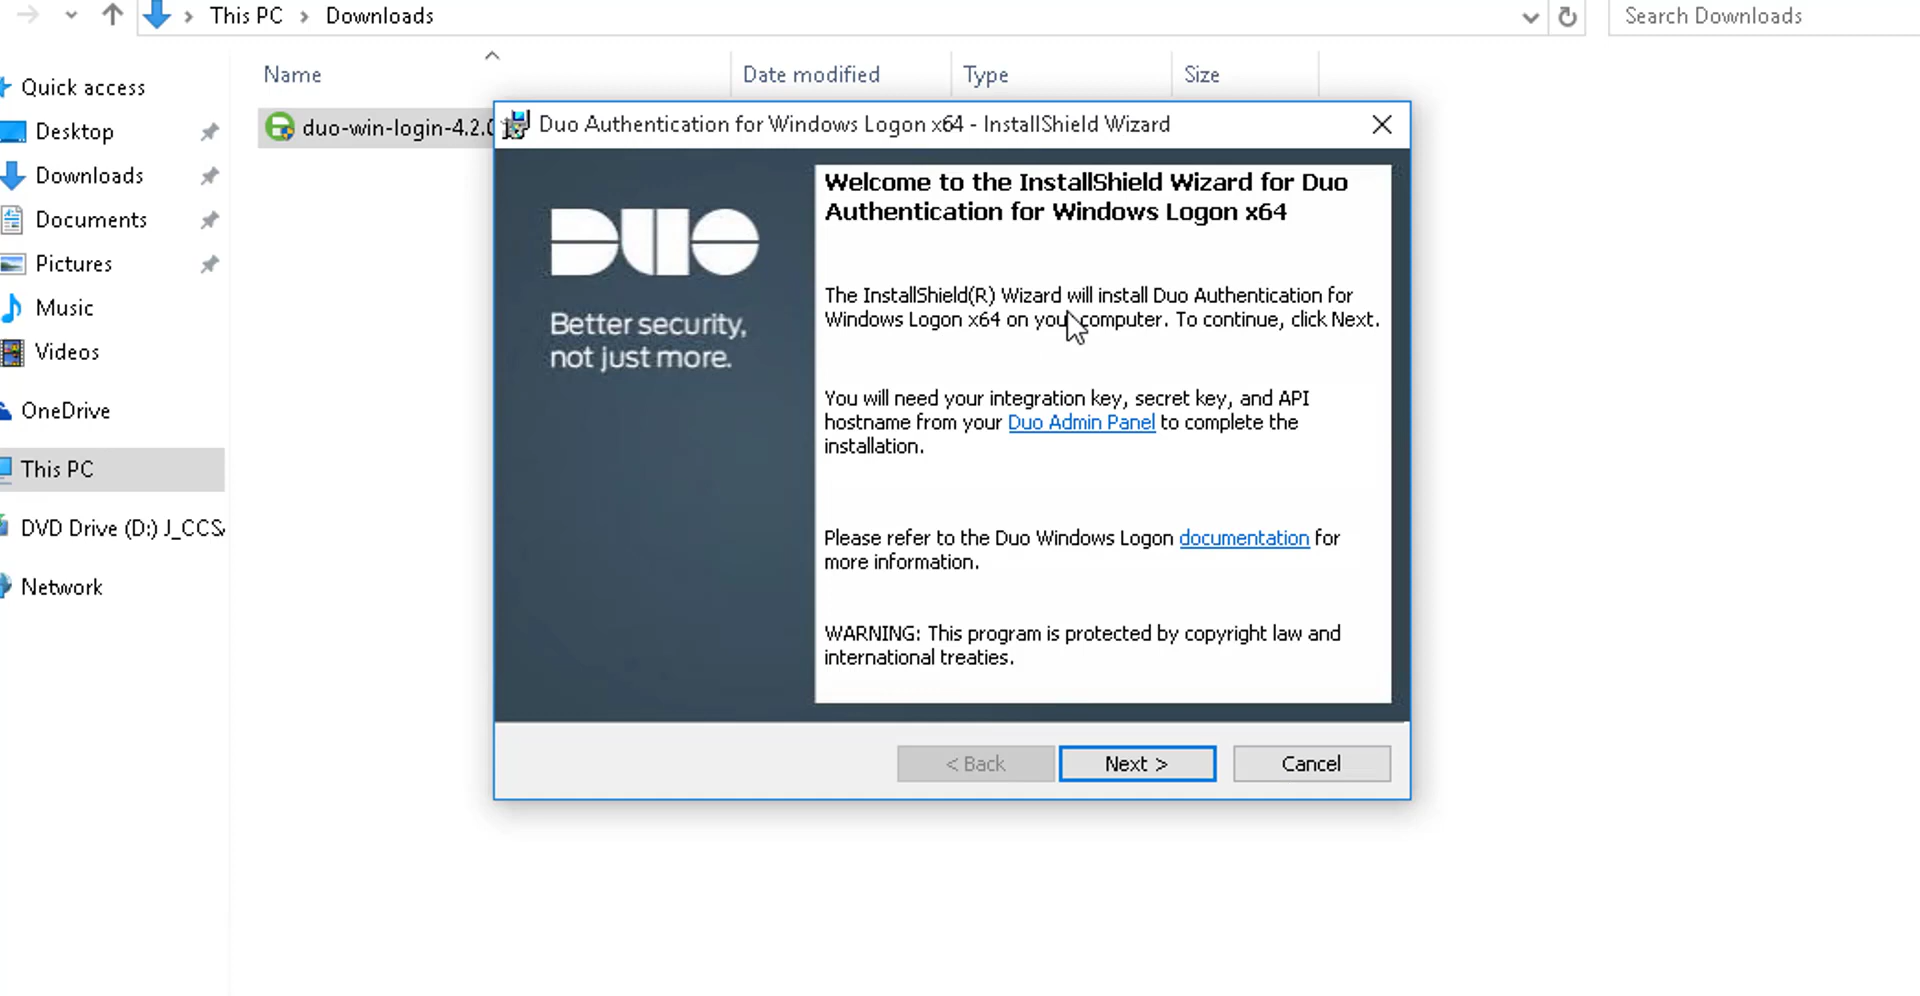 This PC > Downloads
Search Downloads
Name
Date modified
Type
Size
Quick access
Desktop
Downloads
Documents
Pictures
Music
Videos
OneDrive
This PC
DVD Drive (D:) J_CCSA
Network
duo-win-login-4.2.0
Duo Authentication for Windows Logon x64 - InstallShield Wizard
DUO
Better security,
not just more.
Welcome to the InstallShield Wizard for Duo
Authentication for Windows Logon x64
The InstallShield(R) Wizard will install Duo Authentication for
Windows Logon x64 on your computer. To continue, click Next.
You will need your integration key, secret key, and API
hostname from your Duo Admin Panel to complete the
installation.
Please refer to the Duo Windows Logon documentation for
more information.
WARNING: This program is protected by copyright law and
international treaties.
< Back
Next >
Cancel